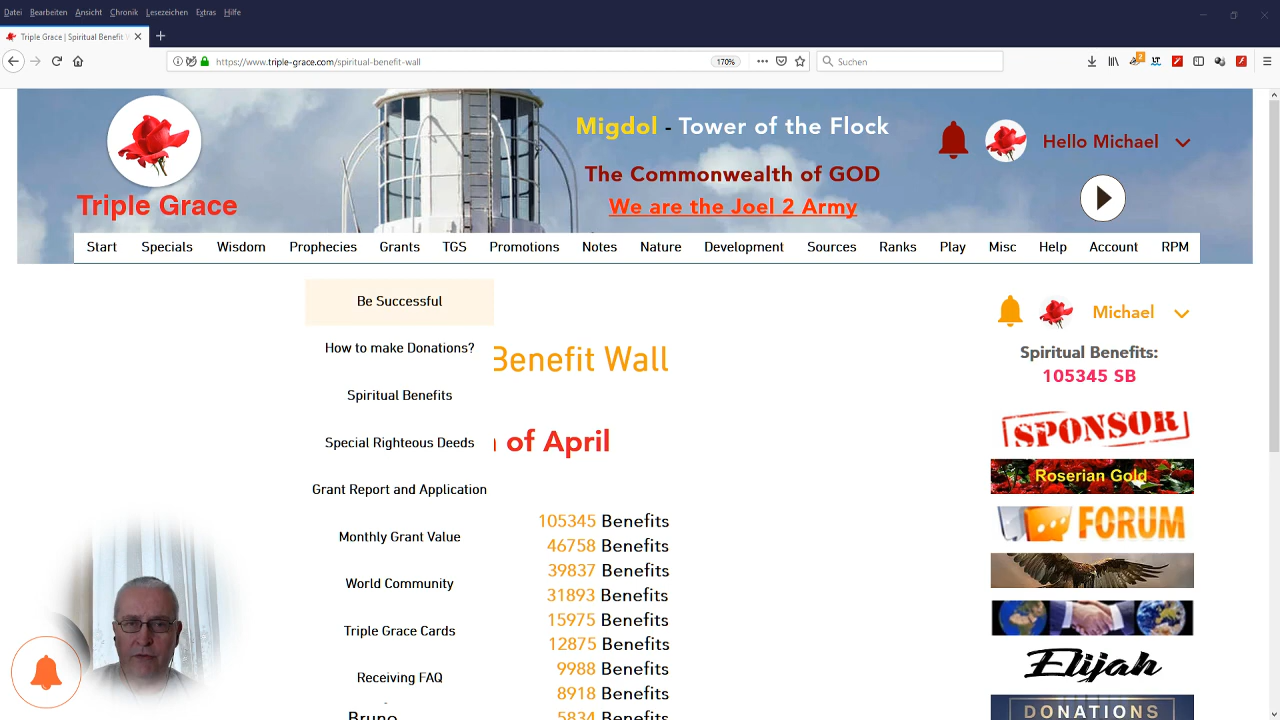 Datei Bearbeiten Ansicht Chronik Lesezeichen Extras Hilfe
Triple Grace | Spiritual Benefit
https://www.triple-grace.com/spiritual-benefit-wall 170% Suchen
2
Migdol - Tower of the Flock
Hello Michael
The Commonwealth of GOD
Triple Grace
We are the Joel 2 Army
Start Specials Wisdom Prophecies Grants TGS Promotions Notes Nature Development Sources Ranks Play Misc Help Account RPM
Be Successful
Michael
How to make Donations?
Benefit Wall
Spiritual Benefits:
105345 SB
Spiritual Benefits
SPONSOR
Special Righteous Deeds
of April
Roserian Gold
Grant Report and Application
105345 Benefits
FORUM
Monthly Grant Value
46758 Benefits
39837 Benefits
World Community
31893 Benefits
15975 Benefits
Triple Grace Cards
12875 Benefits
9988 Benefits
Elijah
Receiving FAQ
8918 Benefits
Bruno
5834 Benefits
DONATIONS